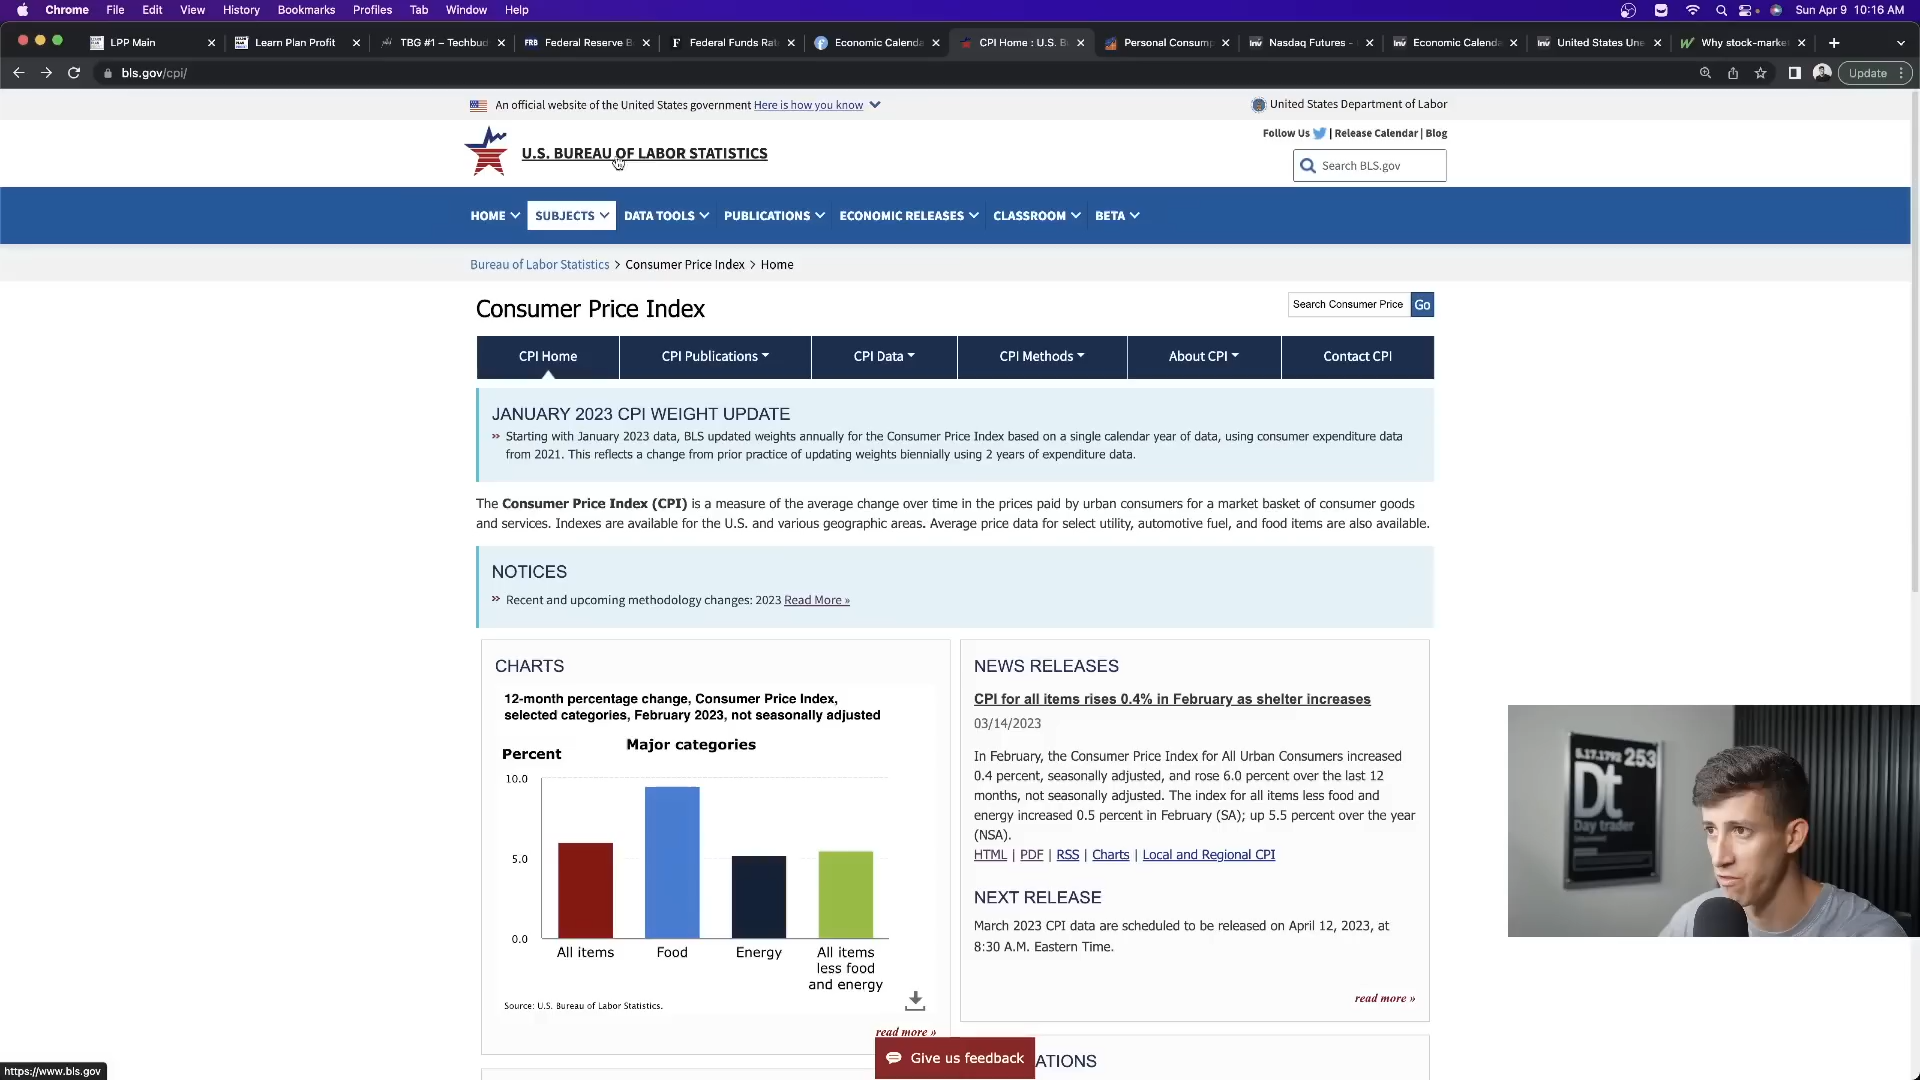 Chrome File Edit View History Bookmarks Profiles Tab Window Help Sun Apr 9 10:16 AM
LPP Main Learn Plan Profit TBG #1 – Techbud Federal Reserve B Federal Funds Rat Economic Calenda CPI Home : U.S. B Personal Consump Nasdaq Futures - Economic Calenda United States Une Why stock-market
bls.gov/cpi/ Update
An official website of the United States government Here is how you know United States Department of Labor
Follow Us | Release Calendar | Blog
U.S. BUREAU OF LABOR STATISTICS
Search BLS.gov
HOME SUBJECTS DATA TOOLS PUBLICATIONS ECONOMIC RELEASES CLASSROOM BETA
Bureau of Labor Statistics > Consumer Price Index > Home
Consumer Price Index Search Consumer Price Go
CPI Home CPI Publications CPI Data CPI Methods About CPI Contact CPI
JANUARY 2023 CPI WEIGHT UPDATE
» Starting with January 2023 data, BLS updated weights annually for the Consumer Price Index based on a single calendar year of data, using consumer expenditure data
from 2021. This reflects a change from prior practice of updating weights biennially using 2 years of expenditure data.
The Consumer Price Index (CPI) is a measure of the average change over time in the prices paid by urban consumers for a market basket of consumer goods
and services. Indexes are available for the U.S. and various geographic areas. Average price data for select utility, automotive fuel, and food items are also available.
NOTICES
» Recent and upcoming methodology changes: 2023 Read More »
CHARTS
12-month percentage change, Consumer Price Index,
selected categories, February 2023, not seasonally adjusted
Major categories
Percent
10.0
5.0
0.0
All items Food Energy All items
less food
and energy
Source: U.S. Bureau of Labor Statistics.
read more »
NEWS RELEASES
CPI for all items rises 0.4% in February as shelter increases
03/14/2023
In February, the Consumer Price Index for All Urban Consumers increased
0.4 percent, seasonally adjusted, and rose 6.0 percent over the last 12
months, not seasonally adjusted. The index for all items less food and
energy increased 0.5 percent in February (SA); up 5.5 percent over the year
(NSA).
HTML | PDF | RSS | Charts | Local and Regional CPI
NEXT RELEASE
March 2023 CPI data are scheduled to be released on April 12, 2023, at
8:30 A.M. Eastern Time.
read more »
5.17.1792 253
Dt
Day trader
Give us feedback
ATIONS
https://www.bls.gov